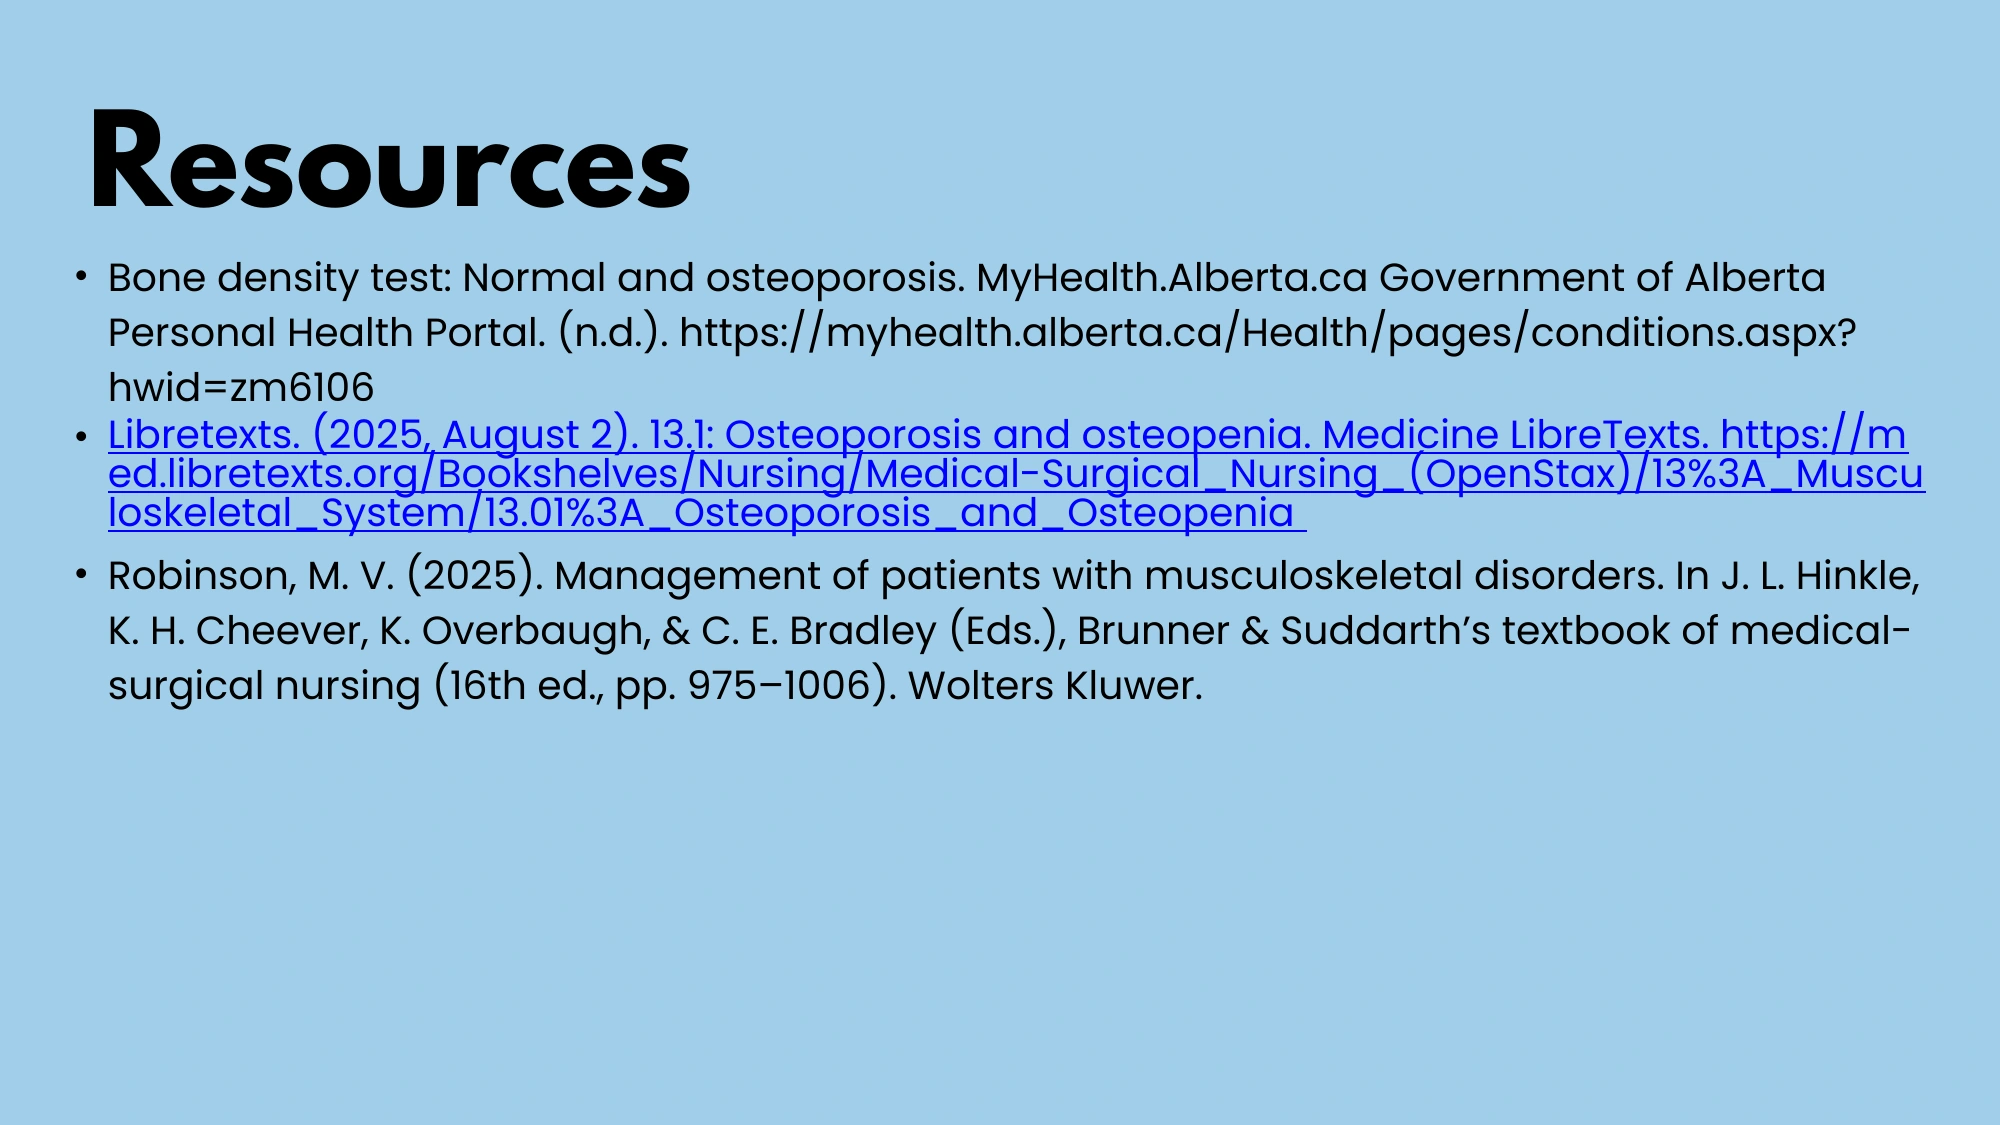 Resources
• Bone density test: Normal and osteoporosis. MyHealth.Alberta.ca Government of Alberta
Personal Health Portal. (n.d.). https://myhealth.alberta.ca/Health/pages/conditions.aspx?
hwid=zm6106
• Libretexts. (2025, August 2). 13.1: Osteoporosis and osteopenia. Medicine LibreTexts. https://m
ed.libretexts.org/Bookshelves/Nursing/Medical-Surgical_Nursing_(OpenStax)/13%3A_Muscu
loskeletal_System/13.01%3A_Osteoporosis_and_Osteopenia
• Robinson, M. V. (2025). Management of patients with musculoskeletal disorders. In J. L. Hinkle,
K. H. Cheever, K. Overbaugh, & C. E. Bradley (Eds.), Brunner & Suddarth’s textbook of medical-
surgical nursing (16th ed., pp. 975–1006). Wolters Kluwer.